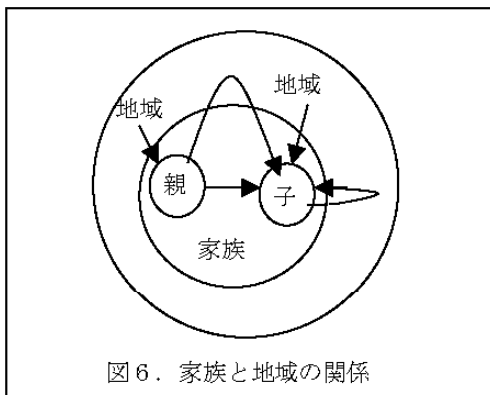 地域
地域
親
子
家族
図6．家族と地域の関係